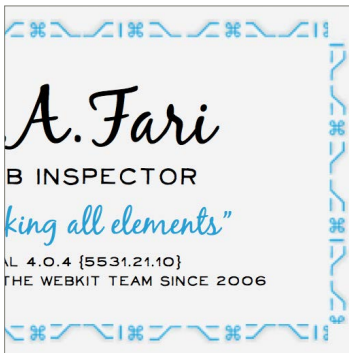 .A.Fari
B INSPECTOR
king all elements”
AL 4.0.4 {5531.21.10}
THE WEBKIT TEAM SINCE 2006